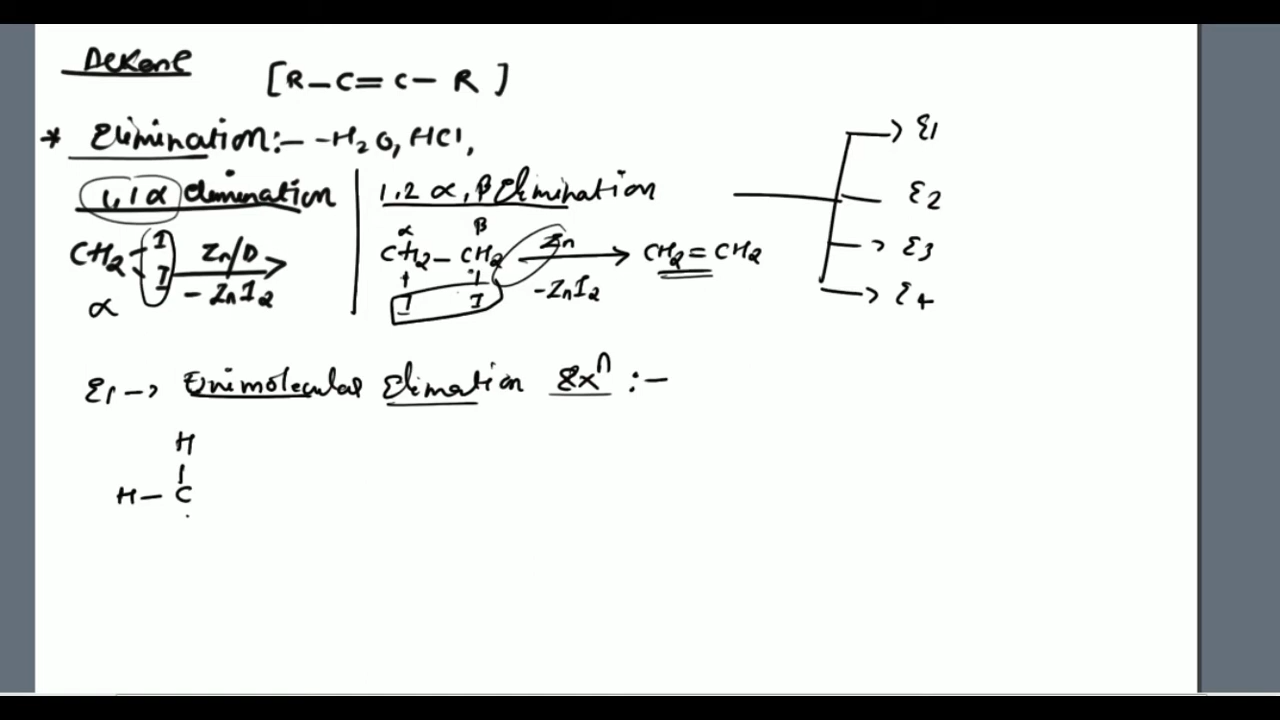 Alkene [R-C=C-R]
* Elimination:- -H2O, HCl,
1,1 α elimination
CH2 I I Zn/Δ -ZnI2 →
α
1,2 α, β Elimination
α β
CH2-CH2 Zn → CH2=CH2
I I -ZnI2
→ E1
E2
→ E3
→ E4
E1 → Unimolecular Elimation Rxn :-
H
H-C